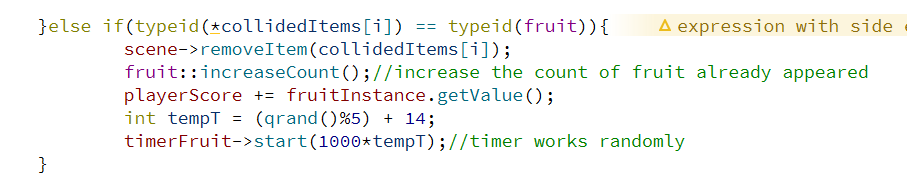 }else if(typeid(*collidedItems[i]) == typeid(fruit)){ ⚠ expression with side
scene->removeItem(collidedItems[i]);
fruit::increaseCount();//increase the count of fruit already appeared
playerScore += fruitInstance.getValue();
int tempT = (qrand()%5) + 14;
timerFruit->start(1000*tempT);//timer works randomly
}